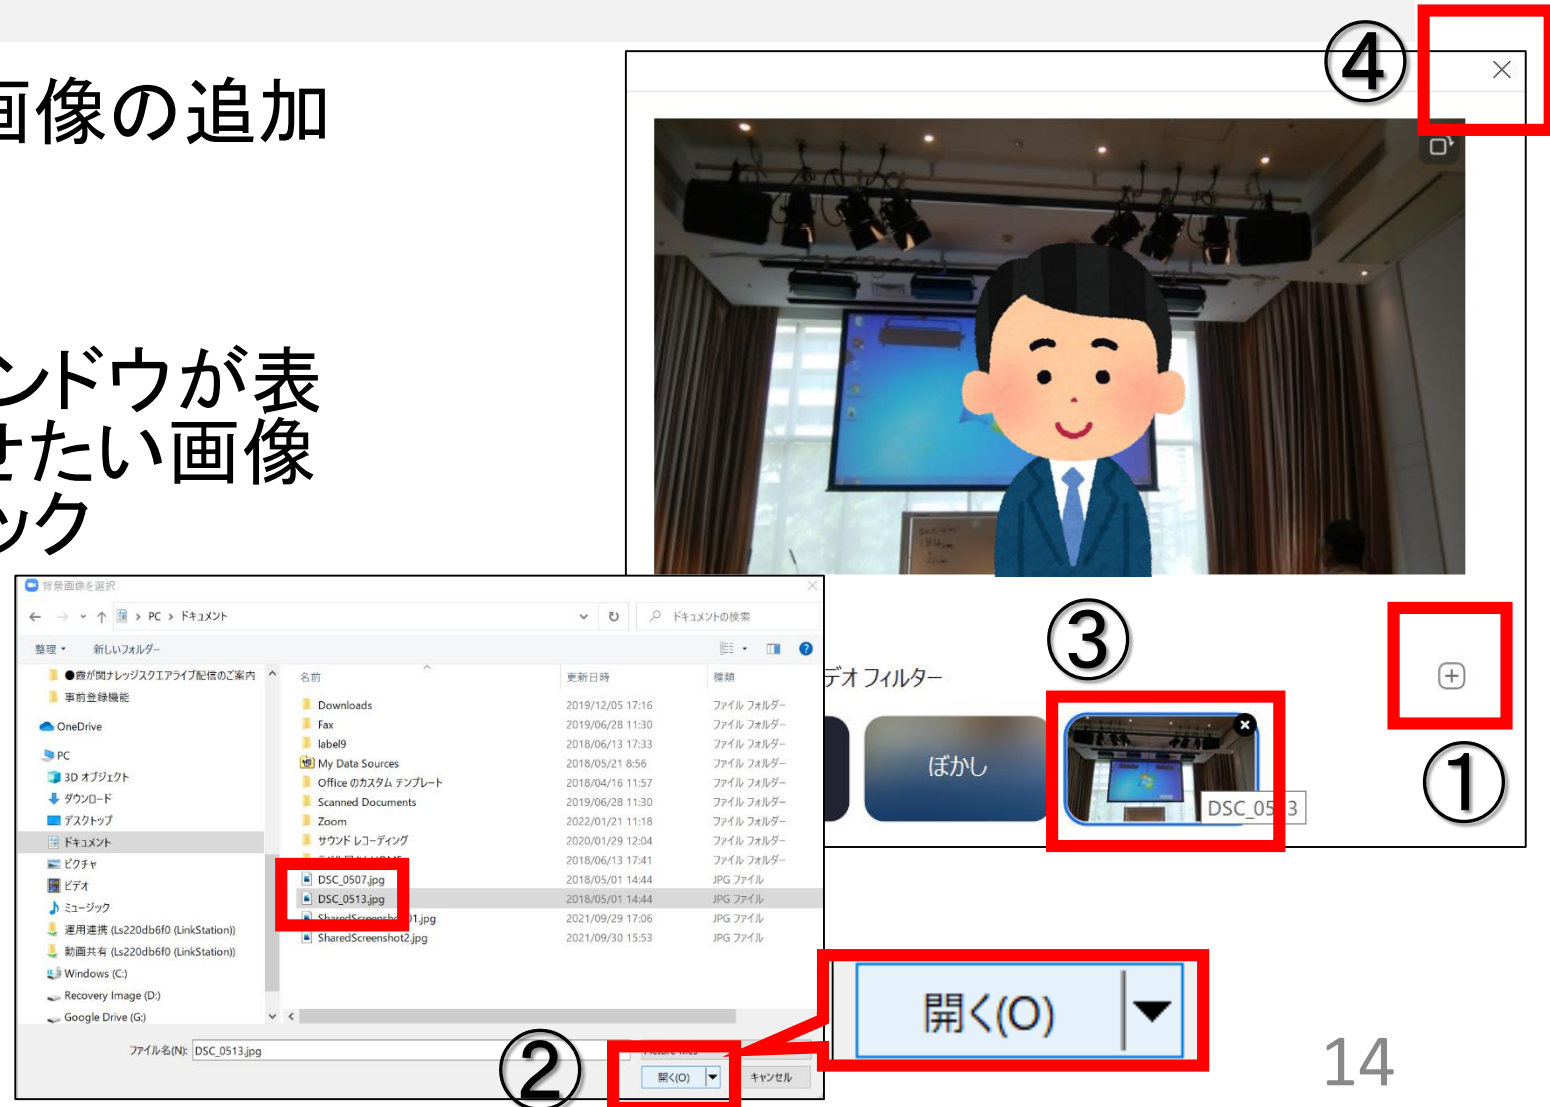 画像の追加
ンドウが表
せたい画像
ック
④
①
②
③
デオ フィルター
ぼかし
DSC_0513
背景画像を選択
PC › ドキュメント
ドキュメントの検索
整理
新しいフォルダー
●霞が関ナレッジスクエアライブ配信のご案内
事前登録機能
OneDrive
PC
3D オブジェクト
ダウンロード
デスクトップ
ドキュメント
ピクチャ
ビデオ
ミュージック
運用連携 (Ls220db6f0 (LinkStation))
動画共有 (Ls220db6f0 (LinkStation))
Windows (C:)
Recovery Image (D:)
Google Drive (G:)
名前 更新日時 種類
Downloads 2019/12/05 17:16 ファイル フォルダー
Fax 2019/06/28 11:30 ファイル フォルダー
label9 2018/06/13 17:33 ファイル フォルダー
My Data Sources 2018/05/21 8:56 ファイル フォルダー
Office のカスタム テンプレート 2018/04/16 11:57 ファイル フォルダー
Scanned Documents 2019/06/28 11:30 ファイル フォルダー
Zoom 2022/01/21 11:18 ファイル フォルダー
サウンド レコーディング 2020/01/29 12:04 ファイル フォルダー
2018/06/13 17:41 ファイル フォルダー
DSC_0507.jpg 2018/05/01 14:44 JPG ファイル
DSC_0513.jpg 2018/05/01 14:44 JPG ファイル
2021/09/29 17:06 JPG ファイル
SharedScreenshot2.jpg 2021/09/30 15:53 JPG ファイル
ファイル名(N): DSC_0513.jpg
開く(O) キャンセル
開く(O)
14